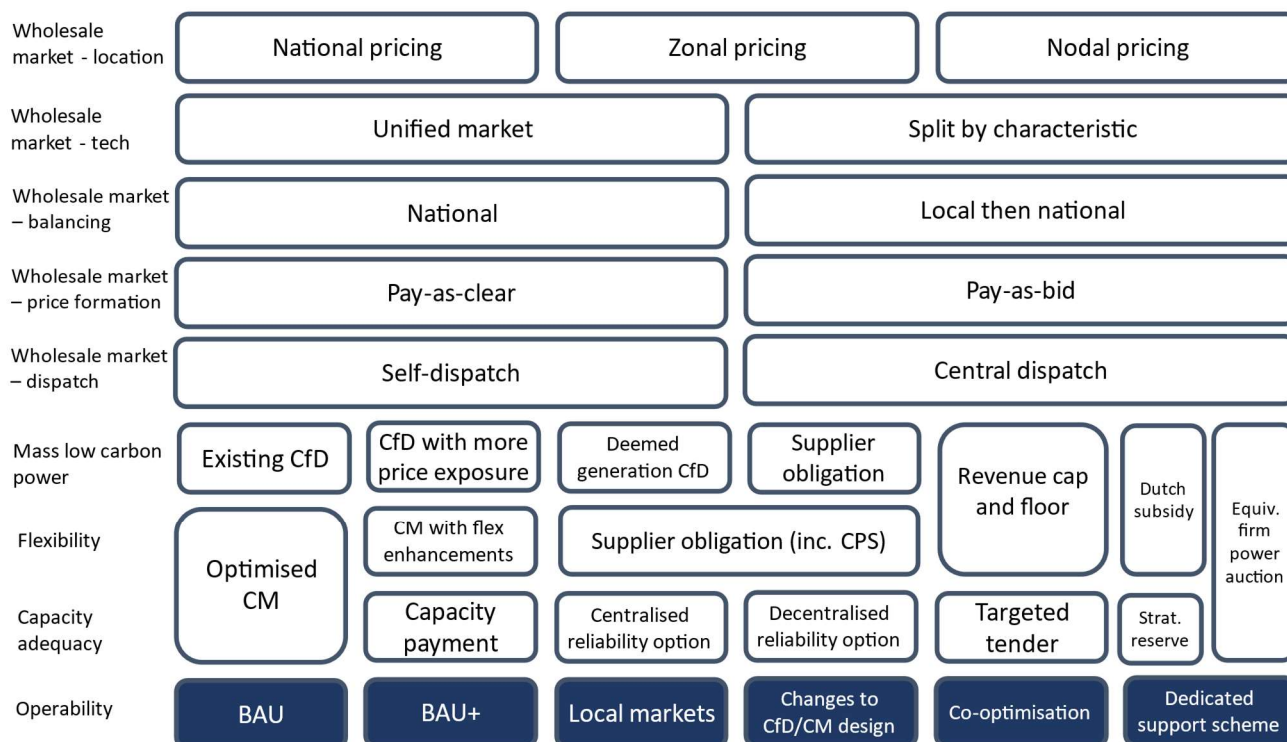 Wholesale
market - location
National pricing
Zonal pricing
Nodal pricing
Wholesale
market - tech
Unified market
Split by characteristic
Wholesale market
– balancing
National
Local then national
Wholesale market
– price formation
Pay-as-clear
Pay-as-bid
Wholesale market
– dispatch
Self-dispatch
Central dispatch
Mass low carbon
power
Existing CfD
CfD with more
price exposure
Deemed
generation CfD
Supplier
obligation
Revenue cap
and floor
Dutch
subsidy
Equiv.
firm
power
auction
Flexibility
Optimised
CM
CM with flex
enhancements
Supplier obligation (inc. CPS)
Capacity
adequacy
Capacity
payment
Centralised
reliability option
Decentralised
reliability option
Targeted
tender
Strat.
reserve
Operability
BAU
BAU+
Local markets
Changes to
CfD/CM design
Co-optimisation
Dedicated
support scheme